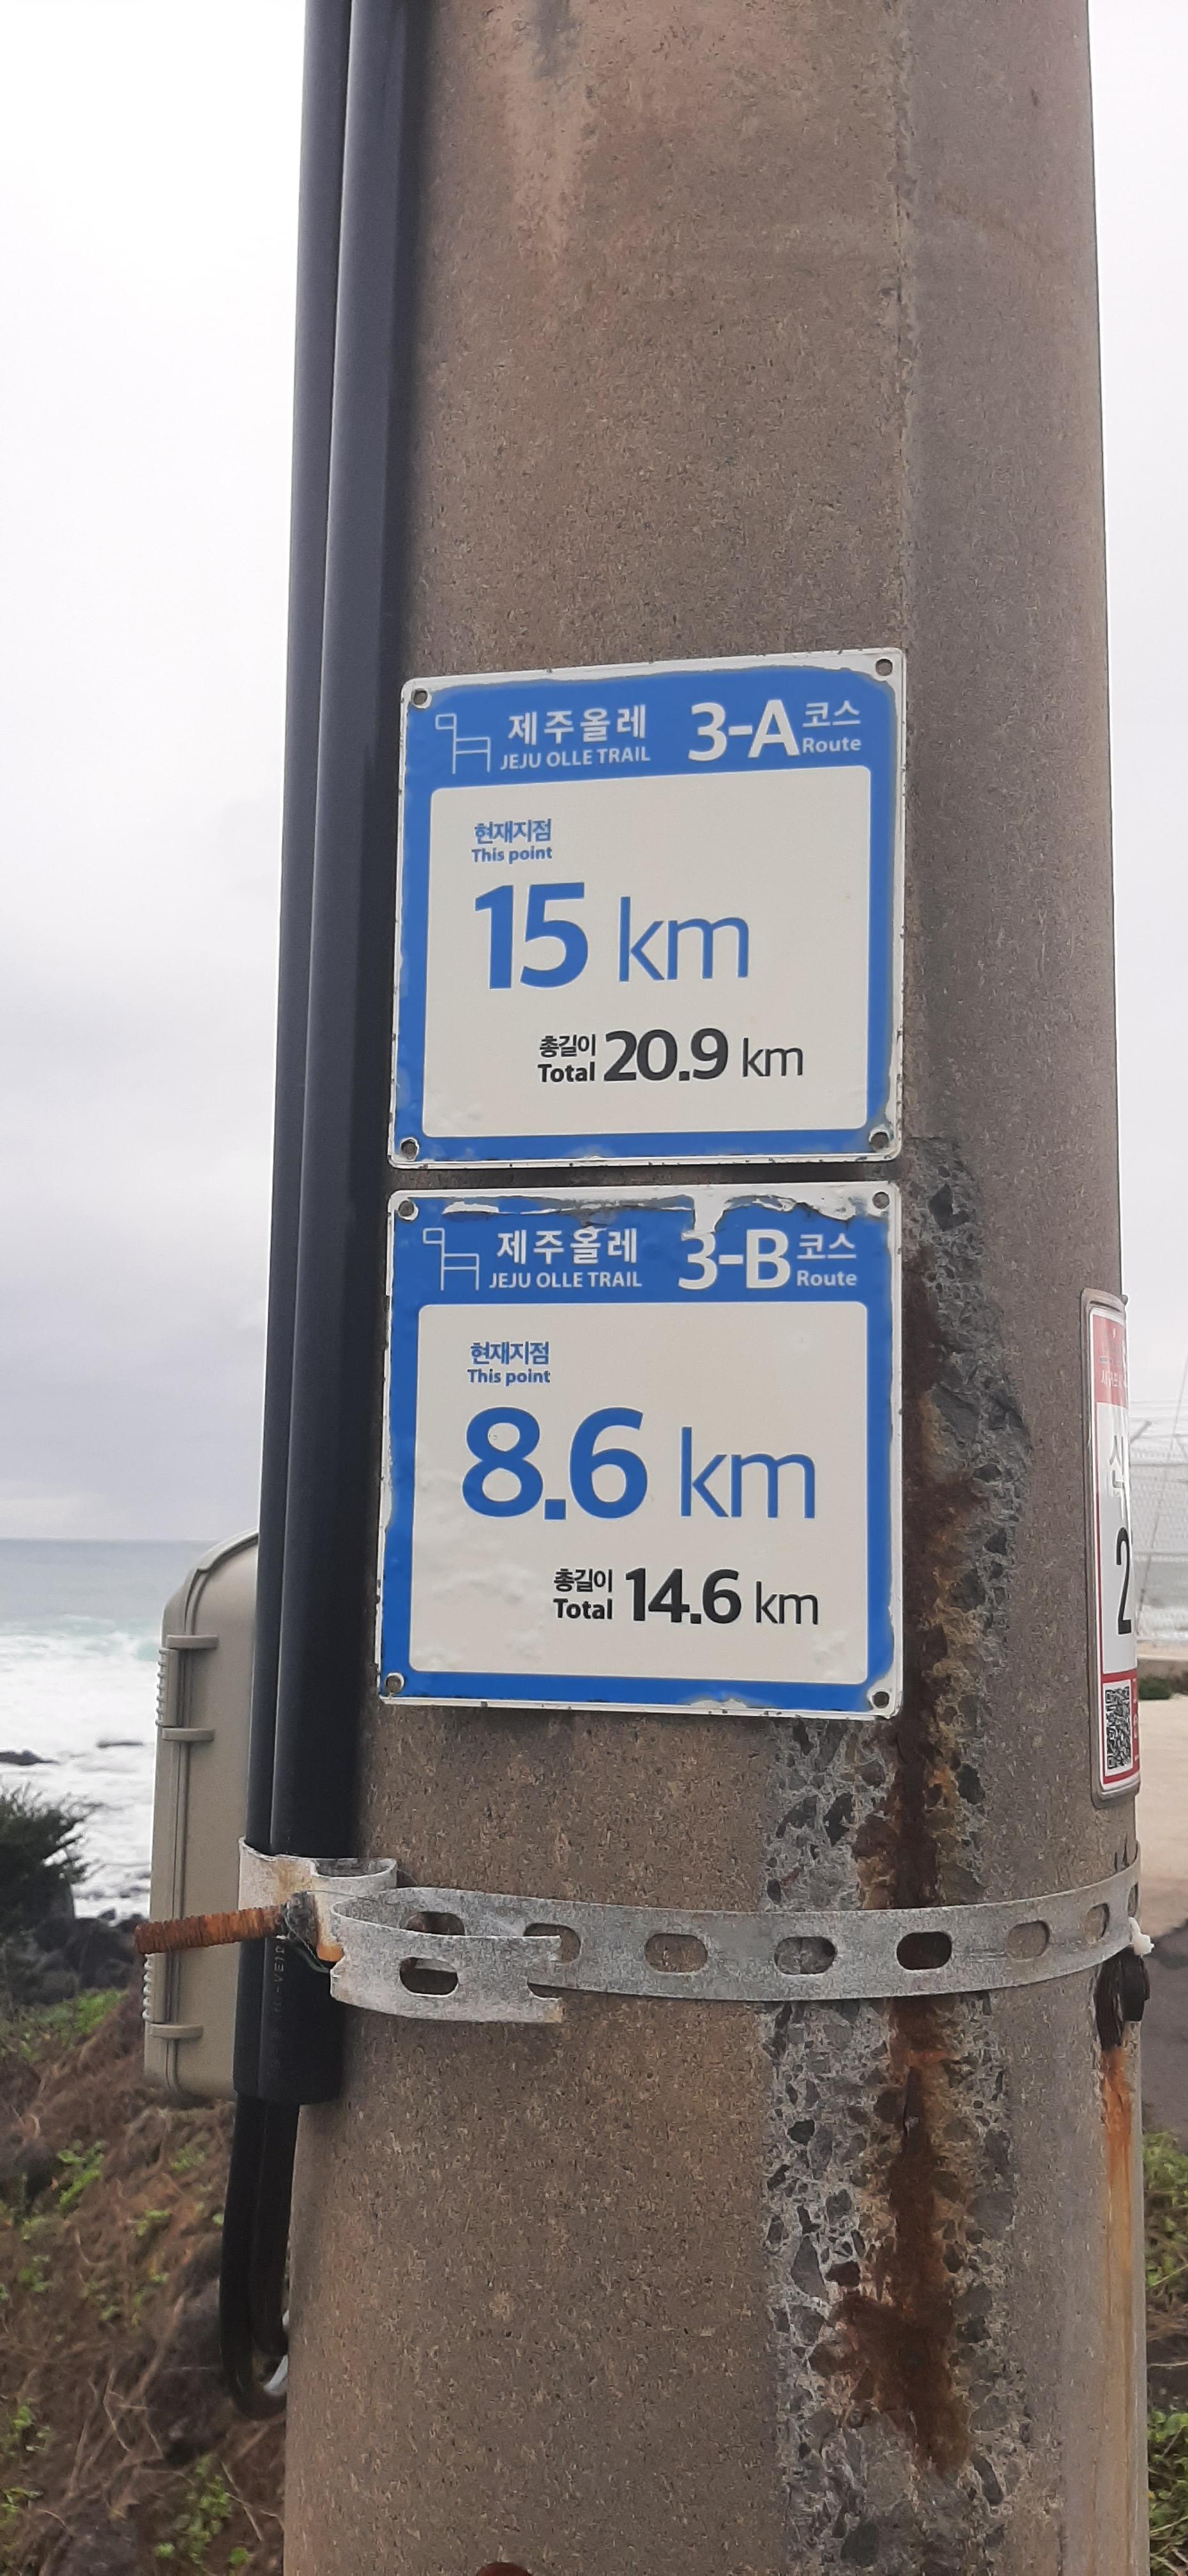 제주올레 3-A 코스
JEJU OLLE TRAIL Route
현재지점
This point
15 km
총길이
Total 20.9 km
제주올레 3-B 코스
JEJU OLLE TRAIL Route
현재지점
This point
8.6 km
총길이
Total 14.6 km
2